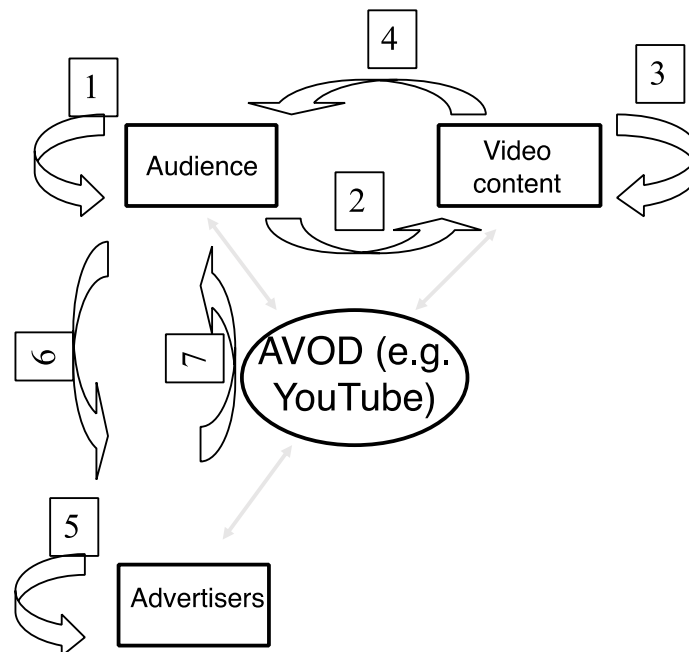 4
1
3
Audience
Video
content
2
6
7
AVOD (e.g.
YouTube)
5
Advertisers